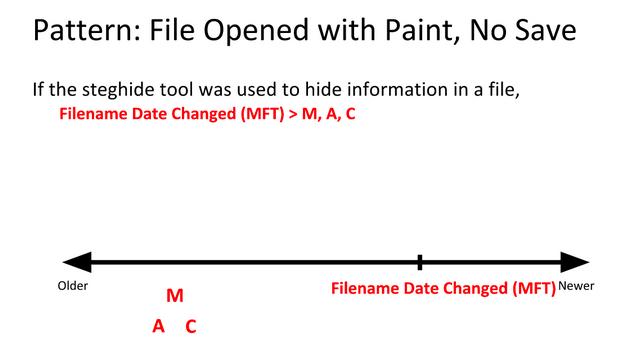 Pattern: File Opened with Paint, No Save
If the steghide tool was used to hide information in a file,
Filename Date Changed (MFT) > M, A, C
Older
Filename Date Changed (MFT) Newer
M
A C